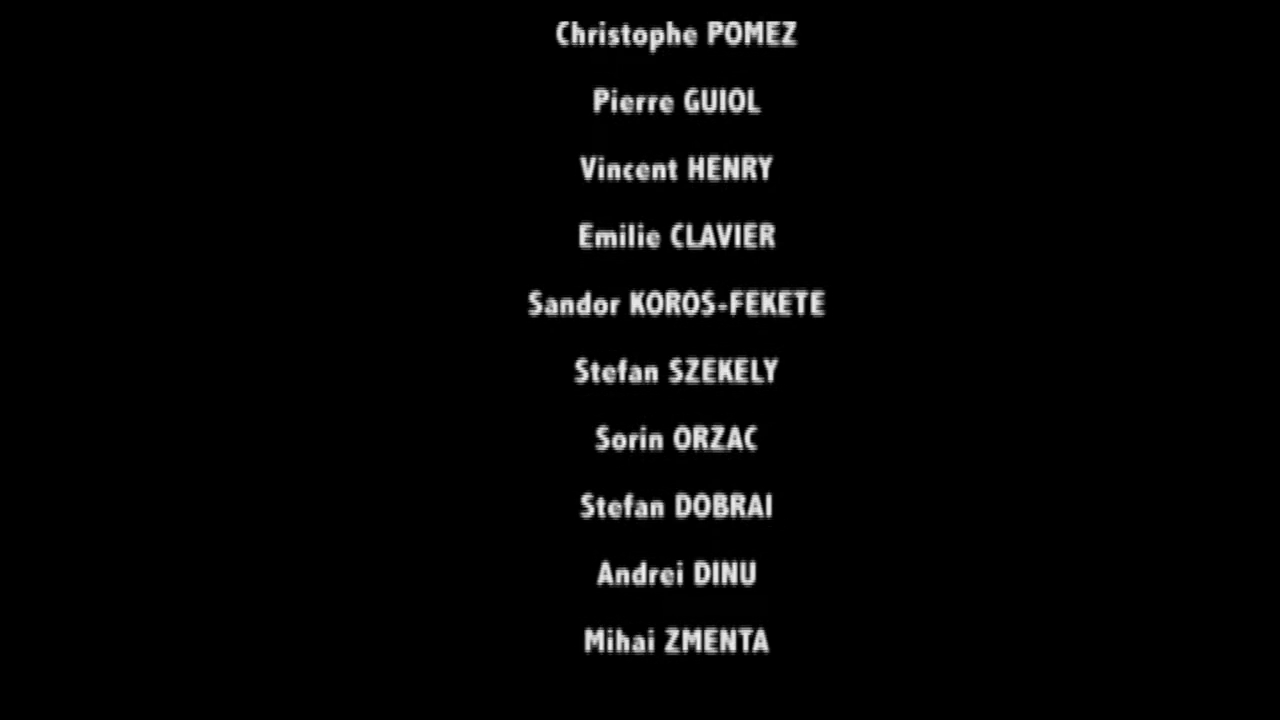 Christophe POMEZ
Pierre GUIOL
Vincent HENRY
Emilie CLAVIER
Sandor KOROS-FEKETE
Stefan SZEKELY
Sorin ORZAC
Stefan DOBRAI
Andrei DINU
Mihai ZMENTA